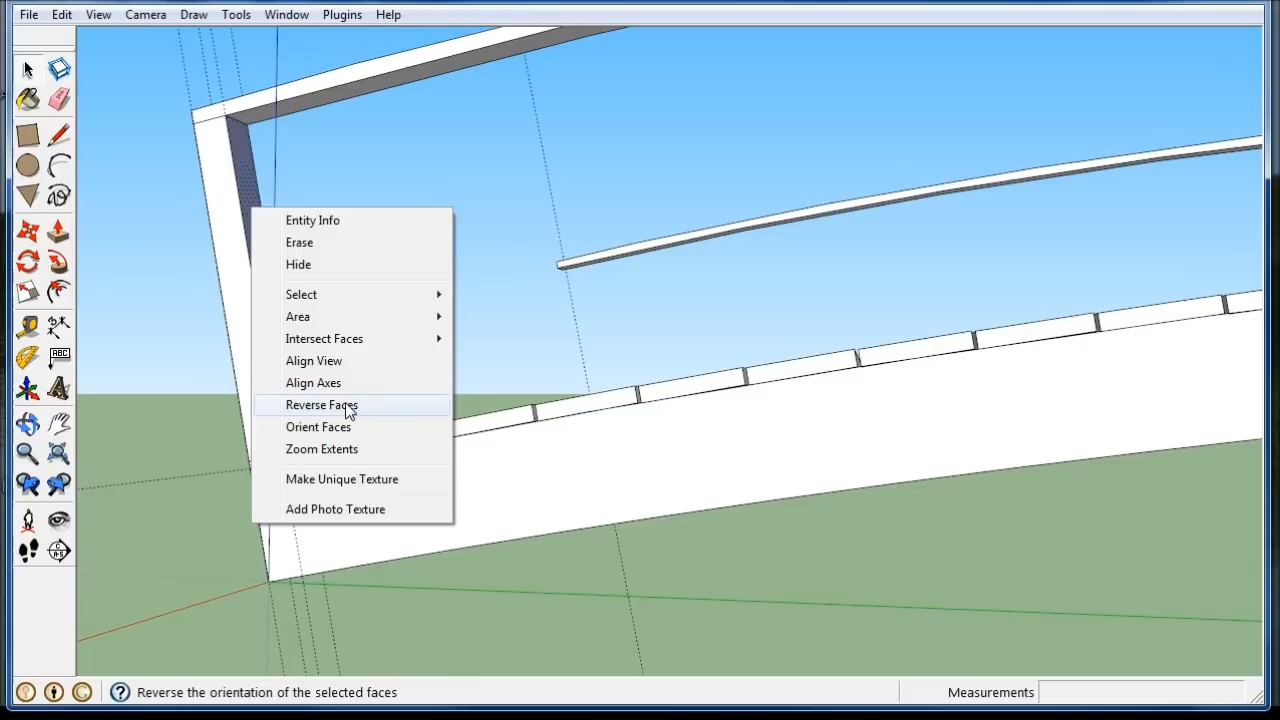 File Edit View Camera Draw Tools Window Plugins Help
ABC
Entity Info
Erase
Hide
Select
Area
Intersect Faces
Align View
Align Axes
Reverse Faces
Orient Faces
Zoom Extents
Make Unique Texture
Add Photo Texture
Reverse the orientation of the selected faces
Measurements